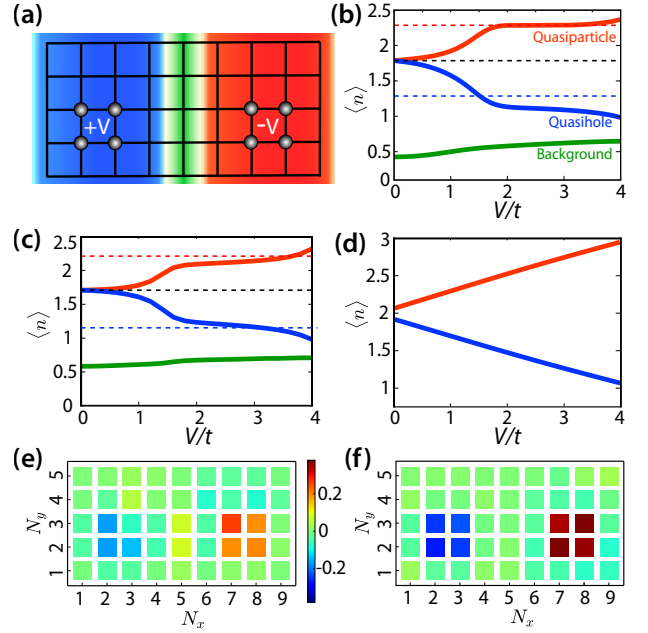 (a)
+V
-V
(b)
2.5
2
1.5
1
0.5
0
⟨n⟩
Quasiparticle
Quasihole
Background
0 1 2 3 4
V/t
(c)
2.5
2
1.5
1
0.5
0
⟨n⟩
0 1 2 3 4
V/t
(d)
3
2
1
⟨n⟩
0 1 2 3 4
V/t
(e)
5
4
3
2
1
N_y
1 2 3 4 5 6 7 8 9
N_x
0.2
0
-0.2
(f)
5
4
3
2
1
N_y
1 2 3 4 5 6 7 8 9
N_x